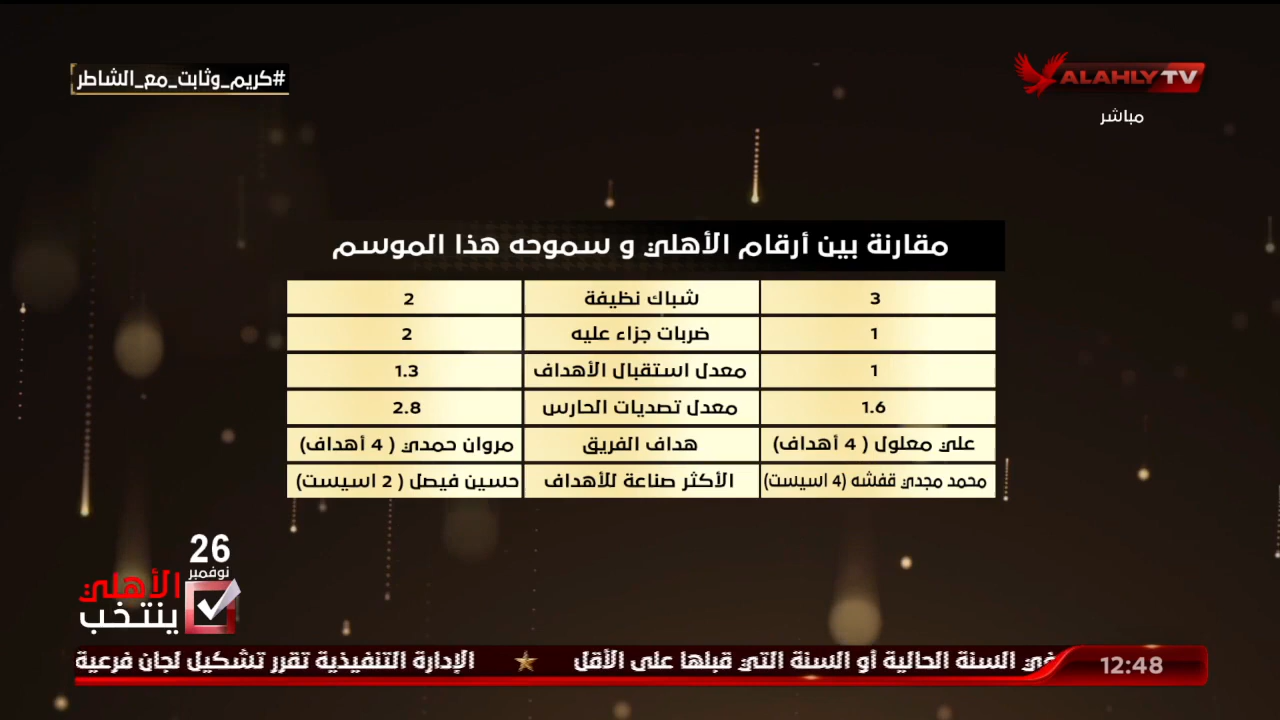 #كريم_وثابت_مع_الشاطر
ALAHLY TV
مباشر
مقارنة بين أرقام الأهلي و سموحه هذا الموسم
3 شباك نظيفة 2
1 ضربات جزاء عليه 2
1 معدل استقبال الأهداف 1.3
1.6 معدل تصديات الحارس 2.8
علي معلول ( 4 أهداف) هداف الفريق مروان حمدي ( 4 أهداف)
محمد مجدي قفشه (4 اسيست) الأكثر صناعة للأهداف حسين فيصل ( 2 اسيست)
26
نوفمبر
الأهلي
ينتخب
12:48 في السنة الحالية أو السنة التي قبلها على الأقل الإدارة التنفيذية تقرر تشكيل لجان فرعية